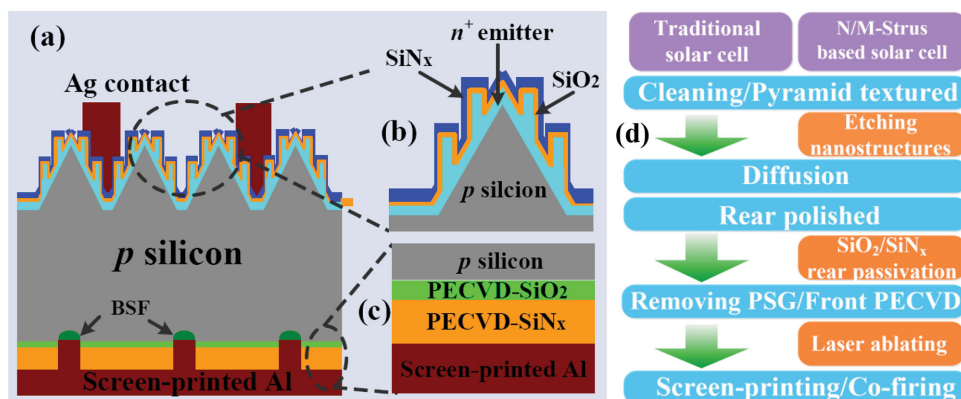 (a)
Ag contact
p silicon
BSF
Screen-printed Al
n+ emitter
SiNx
SiO2
(b)
p silcion
p silicon
PECVD-SiO2
(c)
PECVD-SiNx
Screen-printed Al
(d)
Traditional
solar cell
N/M-Strus
based solar cell
Cleaning/Pyramid textured
Etching
nanostructures
Diffusion
Rear polished
SiO2/SiNx
rear passivation
Removing PSG/Front PECVD
Laser ablating
Screen-printing/Co-firing